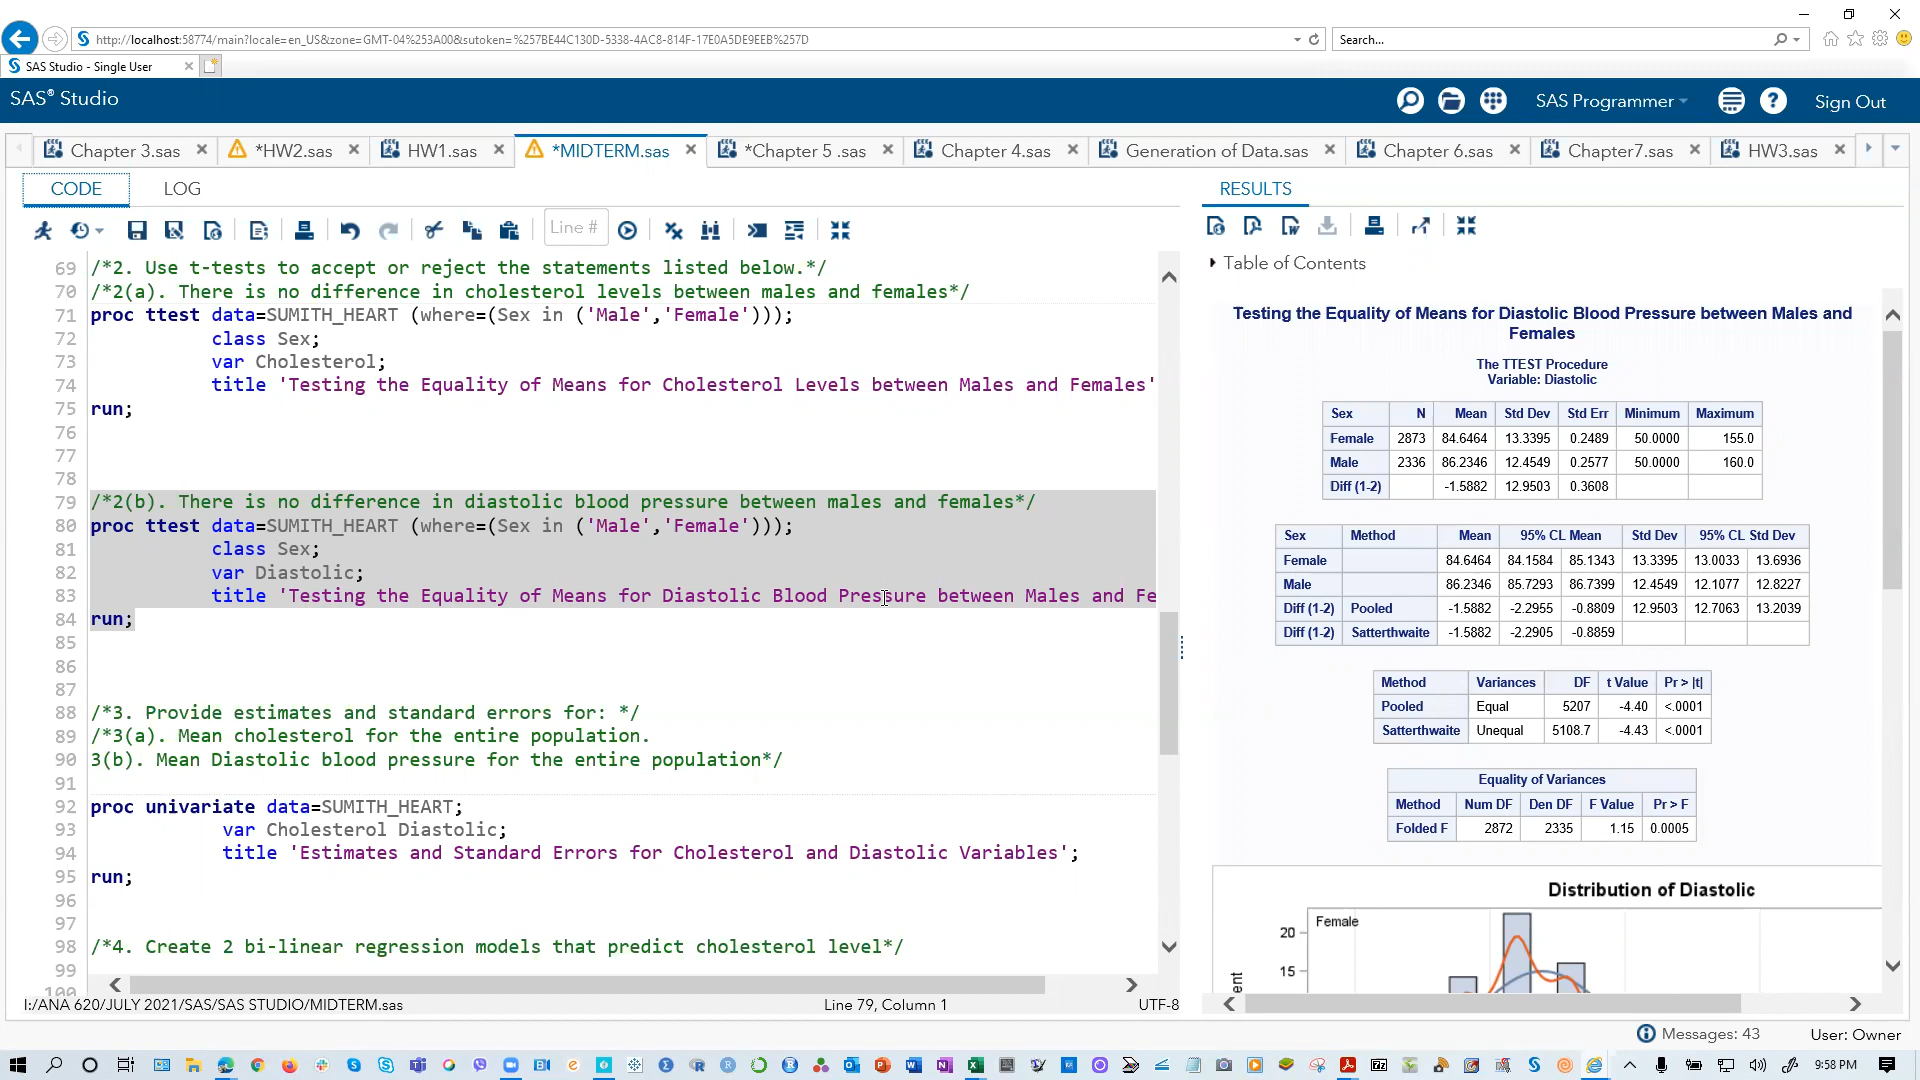 http://localhost:58774/main?locale=en_US&zone=GMT-04%253A00&sutoken=%257BE44C130D-5338-4AC8-814F-17E0A5DE9EEB%257D
Search...
SAS Studio - Single User
SAS® Studio
SAS Programmer
Sign Out
Chapter 3.sas
*HW2.sas
HW1.sas
*MIDTERM.sas
*Chapter 5 .sas
Chapter 4.sas
Generation of Data.sas
Chapter 6.sas
Chapter7.sas
HW3.sas
CODE
LOG
Line #
69 /*2. Use t-tests to accept or reject the statements listed below.*/
70 /*2(a). There is no difference in cholesterol levels between males and females*/
71 proc ttest data=SUMITH_HEART (where=(Sex in ('Male','Female')));
72 class Sex;
73 var Cholesterol;
74 title 'Testing the Equality of Means for Cholesterol Levels between Males and Females'
75 run;
76
77
78
79 /*2(b). There is no difference in diastolic blood pressure between males and females*/
80 proc ttest data=SUMITH_HEART (where=(Sex in ('Male','Female')));
81 class Sex;
82 var Diastolic;
83 title 'Testing the Equality of Means for Diastolic Blood Pressure between Males and Fe
84 run;
85
86
87
88 /*3. Provide estimates and standard errors for: */
89 /*3(a). Mean cholesterol for the entire population.
90 3(b). Mean Diastolic blood pressure for the entire population*/
91
92 proc univariate data=SUMITH_HEART;
93 var Cholesterol Diastolic;
94 title 'Estimates and Standard Errors for Cholesterol and Diastolic Variables';
95 run;
96
97
98 /*4. Create 2 bi-linear regression models that predict cholesterol level*/
99
100
I:/ANA 620/JULY 2021/SAS/SAS STUDIO/MIDTERM.sas
Line 79, Column 1
UTF-8
RESULTS
Table of Contents
Testing the Equality of Means for Diastolic Blood Pressure between Males and
Females
The TTEST Procedure
Variable: Diastolic
Sex N Mean Std Dev Std Err Minimum Maximum
Female 2873 84.6464 13.3395 0.2489 50.0000 155.0
Male 2336 86.2346 12.4549 0.2577 50.0000 160.0
Diff (1-2) -1.5882 12.9503 0.3608
Sex Method Mean 95% CL Mean Std Dev 95% CL Std Dev
Female 84.6464 84.1584 85.1343 13.3395 13.0033 13.6936
Male 86.2346 85.7293 86.7399 12.4549 12.1077 12.8227
Diff (1-2) Pooled -1.5882 -2.2955 -0.8809 12.9503 12.7063 13.2039
Diff (1-2) Satterthwaite -1.5882 -2.2905 -0.8859
Method Variances DF t Value Pr > |t|
Pooled Equal 5207 -4.40 <.0001
Satterthwaite Unequal 5108.7 -4.43 <.0001
Equality of Variances
Method Num DF Den DF F Value Pr > F
Folded F 2872 2335 1.15 0.0005
Distribution of Diastolic
Female
20
15
ent
Messages: 43
User: Owner
9:58 PM